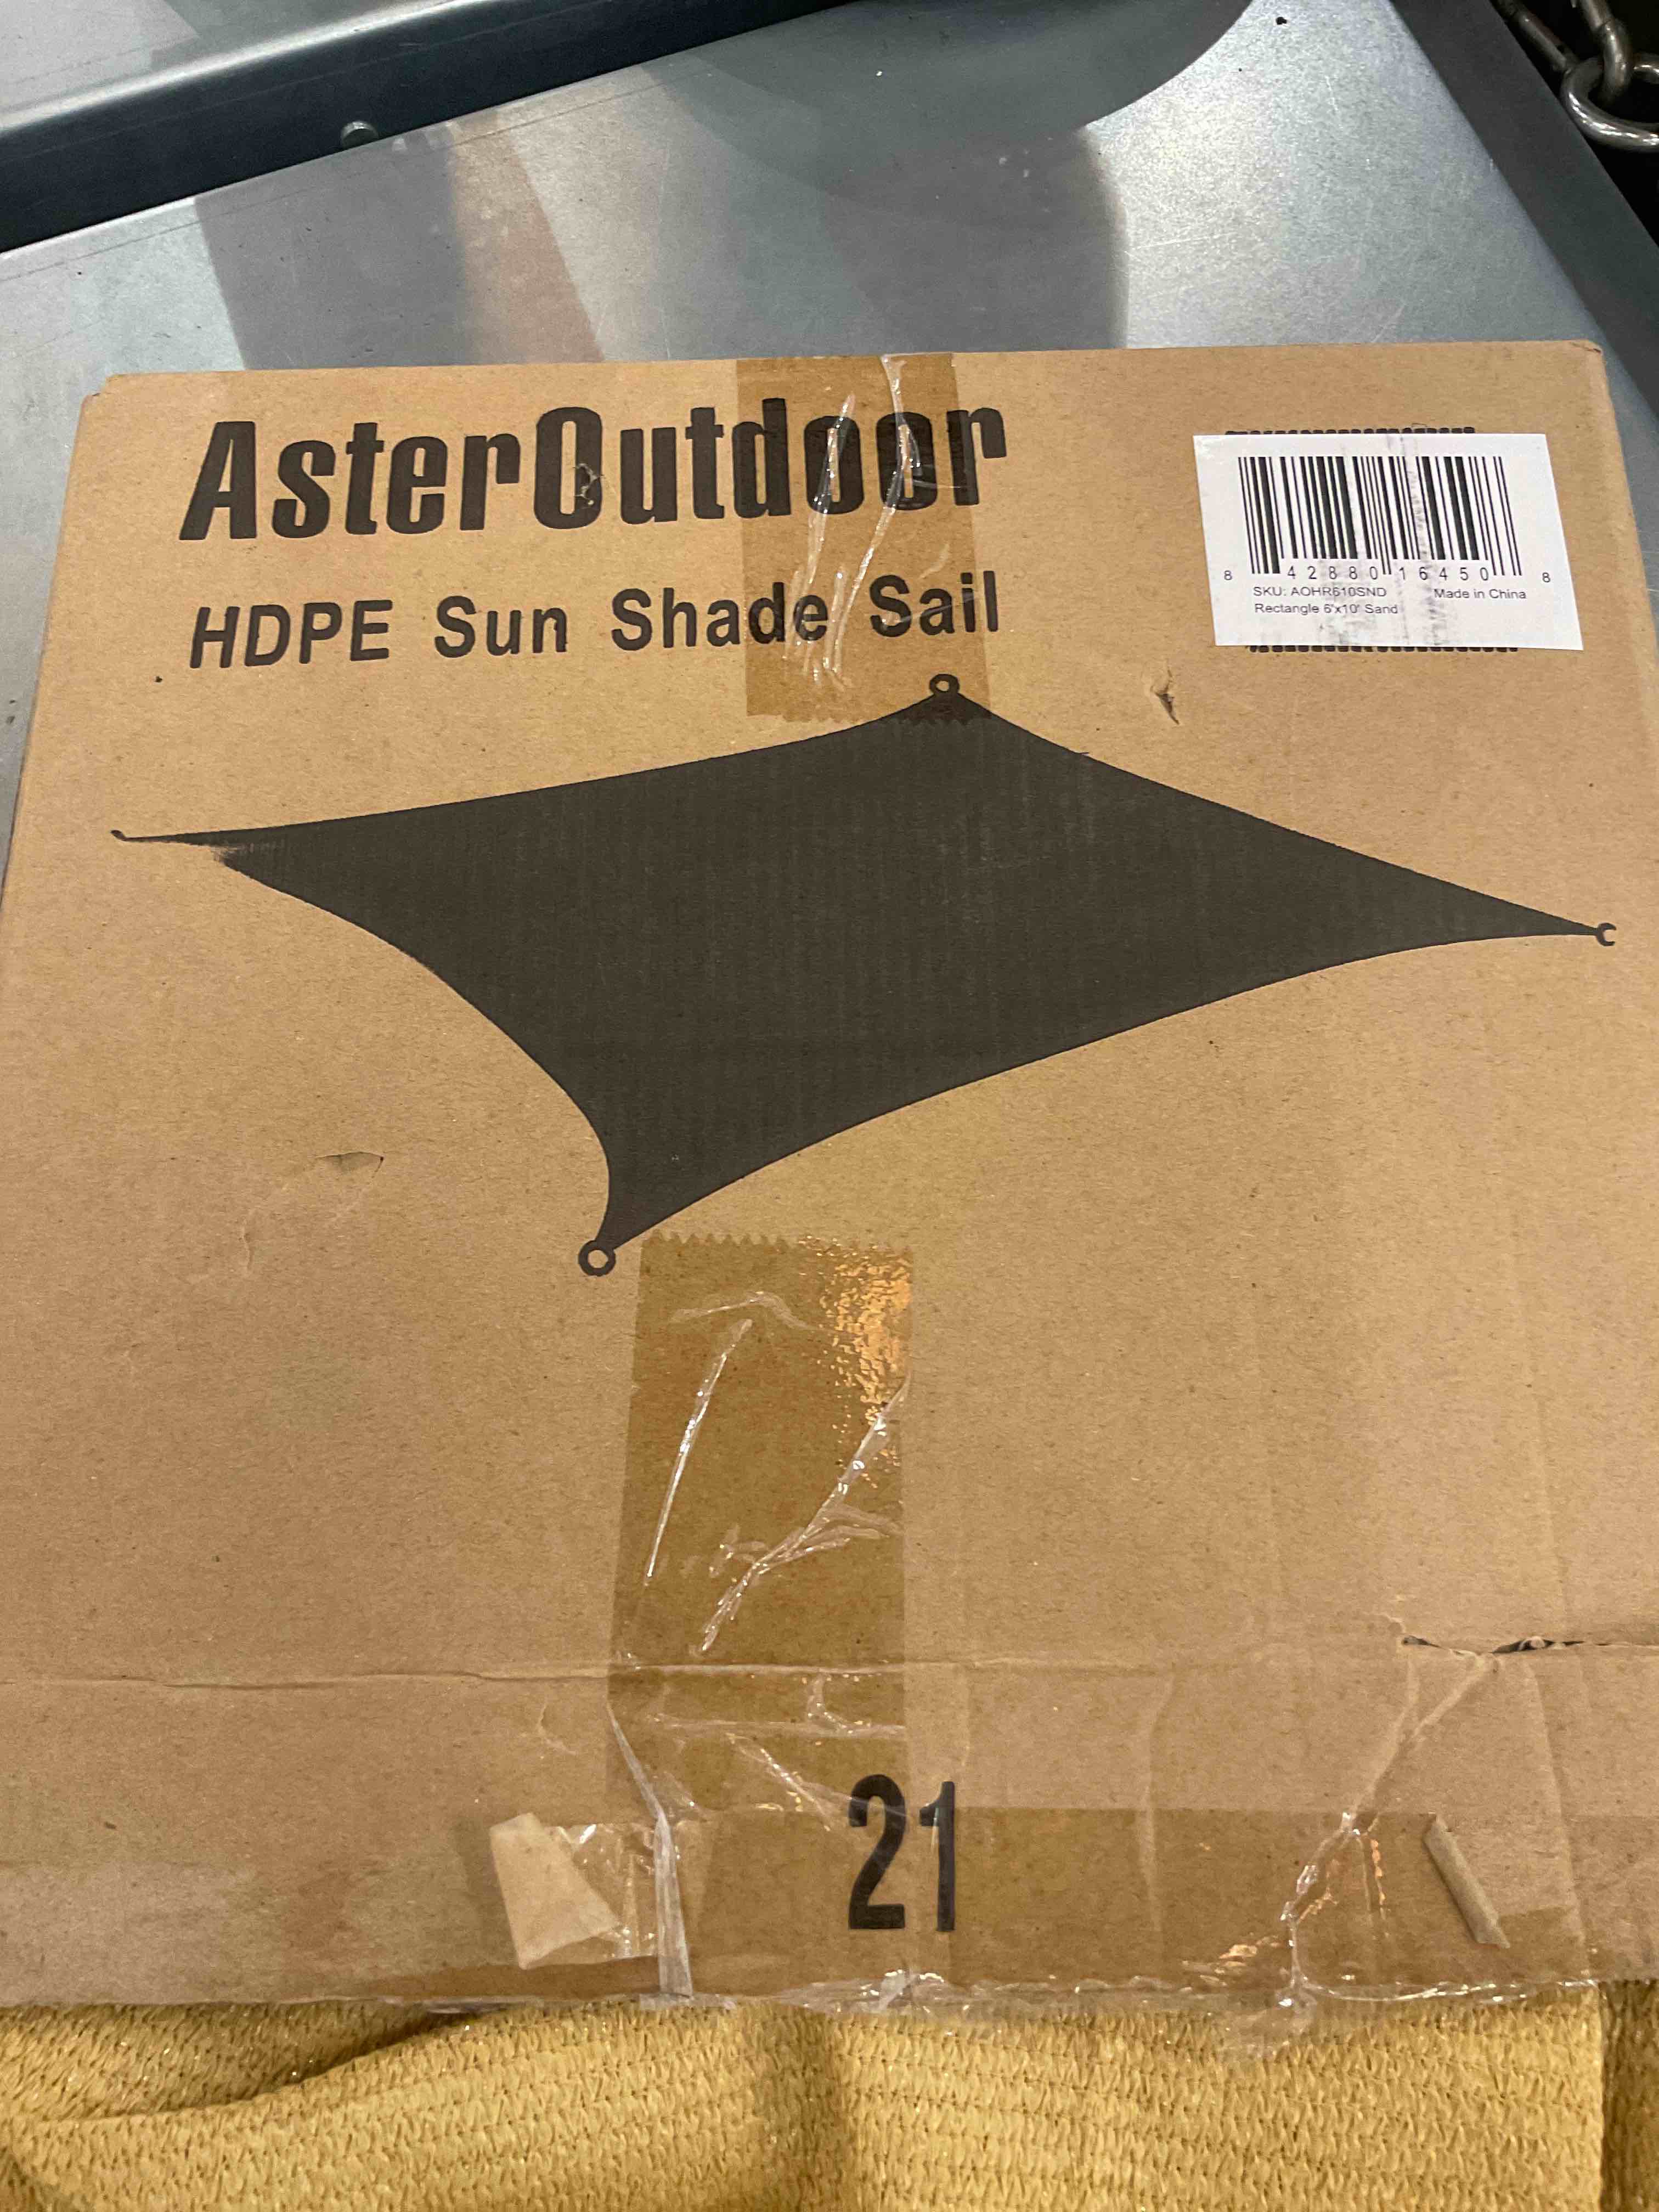 AsterOutdoor
HDPE Sun Shade Sail
8 42880 16450 8
SKU: AOHR610SND Made in China
Rectangle 6'x10' Sand
21